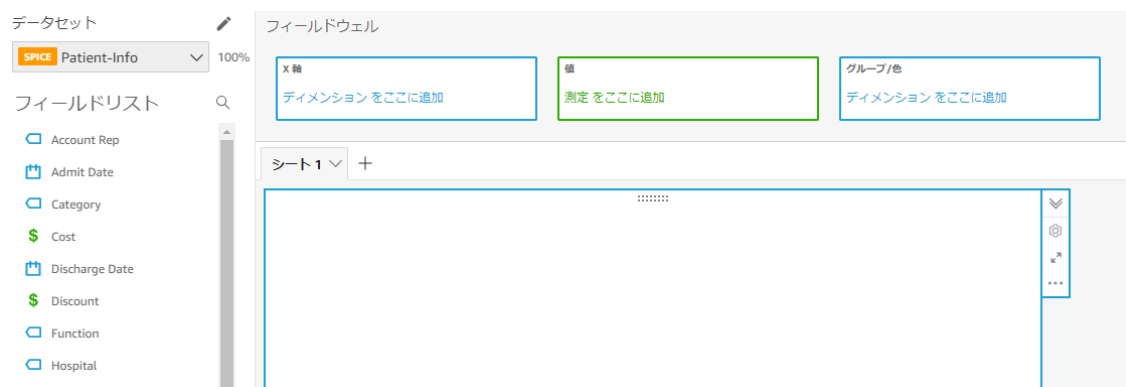 データセット
SPICE Patient-Info 100%
フィールドリスト
Account Rep
Admit Date
Category
$ Cost
Discharge Date
$ Discount
Function
Hospital
フィールドウェル
X 軸
ディメンション をここに追加
値
測定 をここに追加
グループ/色
ディメンション をここに追加
シート 1